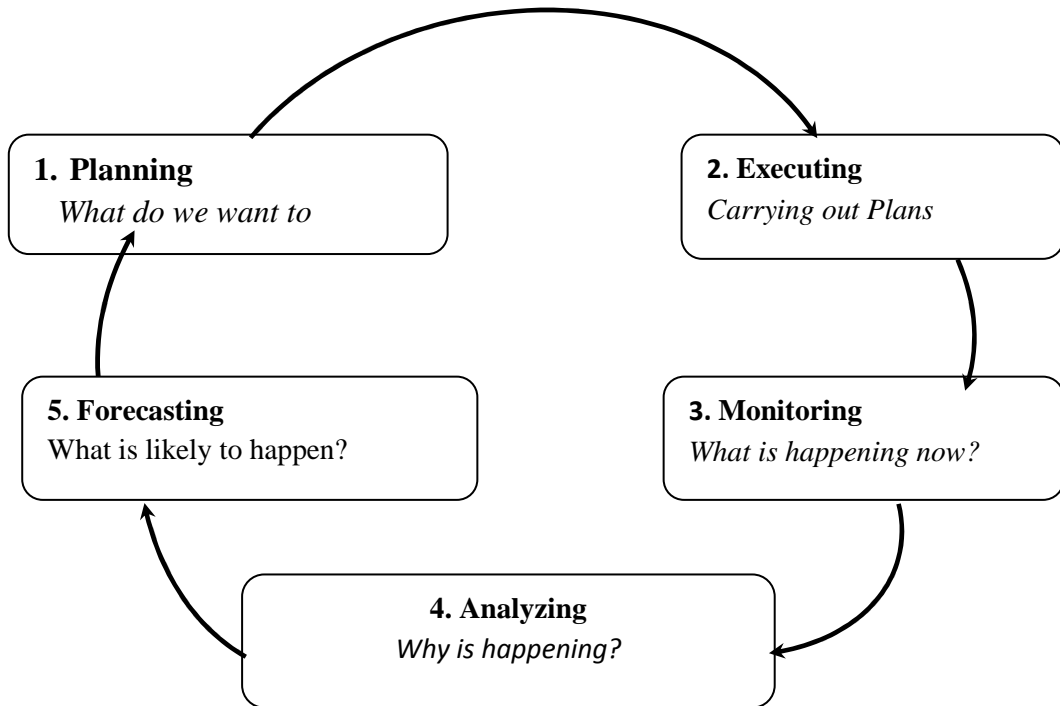 1. Planning
What do we want to
2. Executing
Carrying out Plans
3. Monitoring
What is happening now?
4. Analyzing
Why is happening?
5. Forecasting
What is likely to happen?